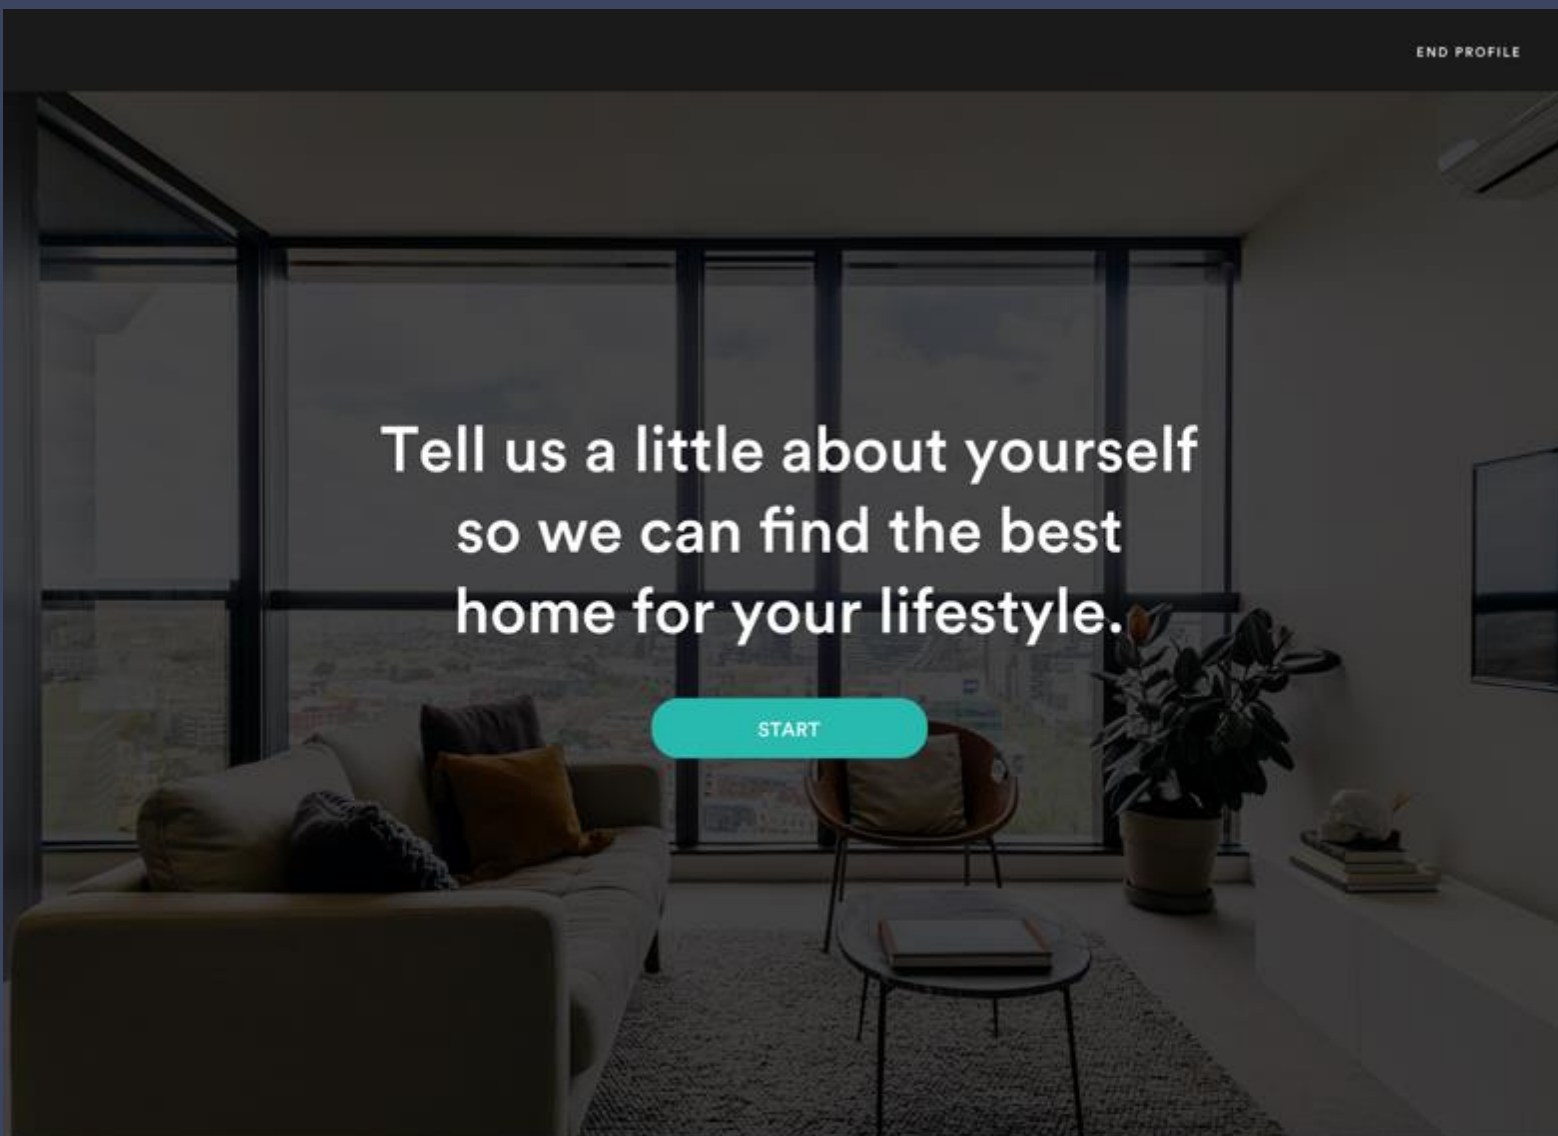 END PROFILE
Tell us a little about yourself
so we can find the best
home for your lifestyle.
START